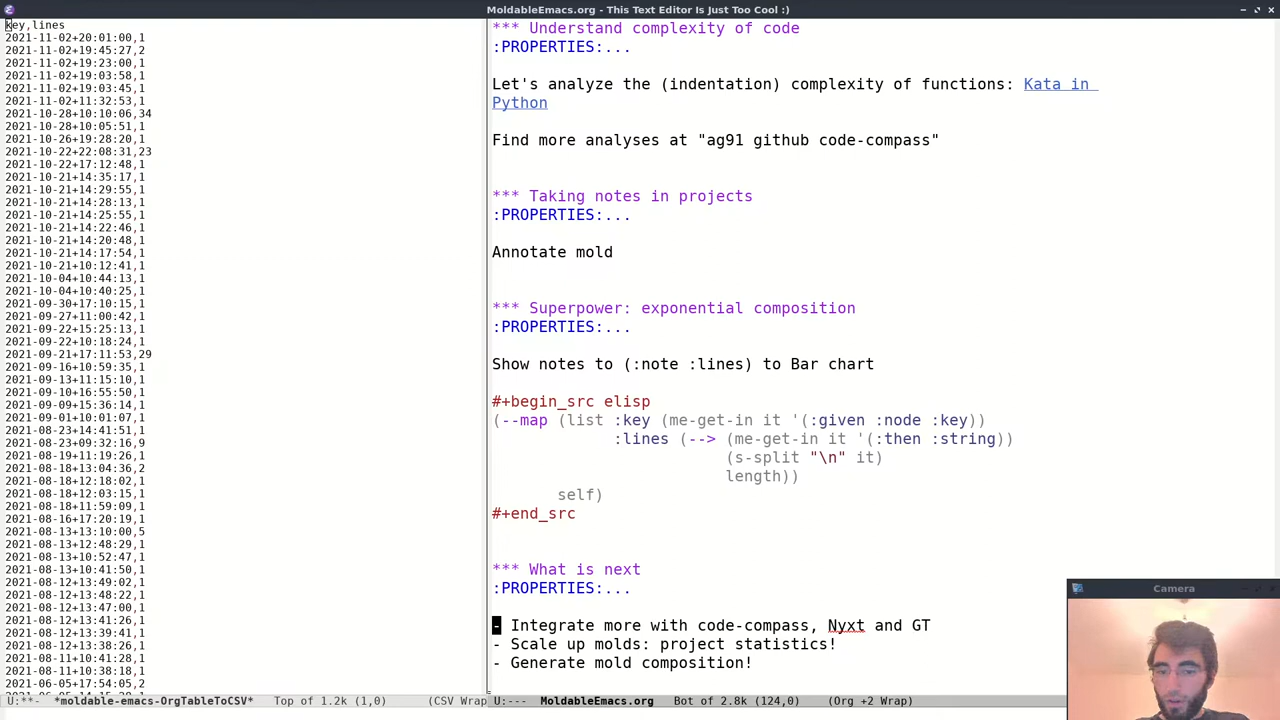 MoldableEmacs.org - This Text Editor Is Just Too Cool :)
key,lines
2021-11-02+20:01:00,1
2021-11-02+19:45:27,2
2021-11-02+19:23:00,1
2021-11-02+19:03:58,1
2021-11-02+19:03:45,1
2021-11-02+11:32:53,1
2021-10-28+10:10:06,34
2021-10-28+10:05:51,1
2021-10-26+19:28:20,1
2021-10-22+22:08:31,23
2021-10-22+17:12:48,1
2021-10-21+14:35:17,1
2021-10-21+14:29:55,1
2021-10-21+14:28:13,1
2021-10-21+14:25:55,1
2021-10-21+14:22:46,1
2021-10-21+14:20:48,1
2021-10-21+14:17:54,1
2021-10-21+10:12:41,1
2021-10-04+10:44:13,1
2021-10-04+10:40:25,1
2021-09-30+17:10:15,1
2021-09-27+11:00:42,1
2021-09-22+15:25:13,1
2021-09-22+10:18:24,1
2021-09-21+17:11:53,29
2021-09-16+10:59:35,1
2021-09-13+11:15:10,1
2021-09-10+16:55:50,1
2021-09-09+15:36:14,1
2021-09-01+10:01:07,1
2021-08-23+14:41:51,1
2021-08-23+09:32:16,9
2021-08-19+11:19:26,1
2021-08-18+13:04:36,2
2021-08-18+12:18:02,1
2021-08-18+12:03:15,1
2021-08-18+11:59:09,1
2021-08-16+17:20:19,1
2021-08-13+13:10:00,5
2021-08-13+12:48:29,1
2021-08-13+10:52:47,1
2021-08-13+10:41:50,1
2021-08-12+13:49:02,1
2021-08-12+13:48:22,1
2021-08-12+13:47:00,1
2021-08-12+13:41:26,1
2021-08-12+13:39:41,1
2021-08-12+13:38:26,1
2021-08-11+10:41:28,1
2021-08-11+10:38:18,1
2021-06-05+17:54:05,2
U:**- *moldable-emacs-OrgTableToCSV* Top of 1.2k (1,0) (CSV Wrap
*** Understand complexity of code
:PROPERTIES:...
Let's analyze the (indentation) complexity of functions: Kata in
Python
Find more analyses at "ag91 github code-compass"
*** Taking notes in projects
:PROPERTIES:...
Annotate mold
*** Superpower: exponential composition
:PROPERTIES:...
Show notes to (:note :lines) to Bar chart
#+begin_src elisp
(--map (list :key (me-get-in it '(:given :node :key))
:lines (--> (me-get-in it '(:then :string))
(s-split "\n" it)
length))
self)
#+end_src
*** What is next
:PROPERTIES:...
- Integrate more with code-compass, Nyxt and GT
- Scale up molds: project statistics!
- Generate mold composition!
U:--- MoldableEmacs.org Bot of 2.8k (124,0) (Org +2 Wrap)
Camera